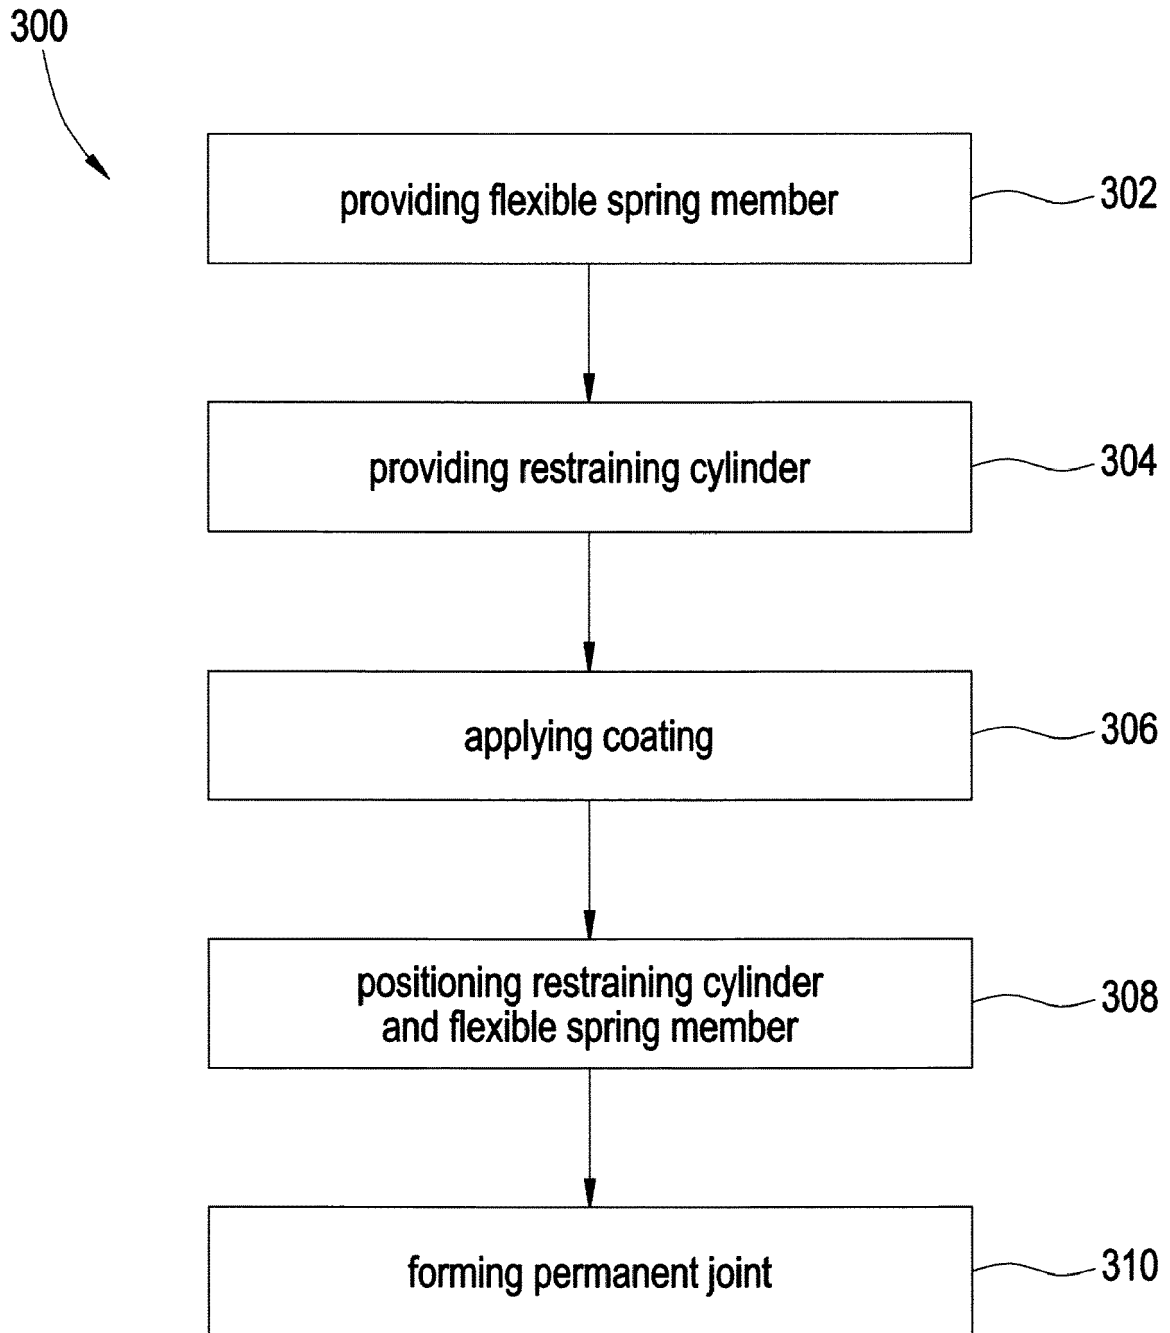 300
providing flexible spring member
302
providing restraining cylinder
304
applying coating
306
positioning restraining cylinder
and flexible spring member
308
forming permanent joint
310